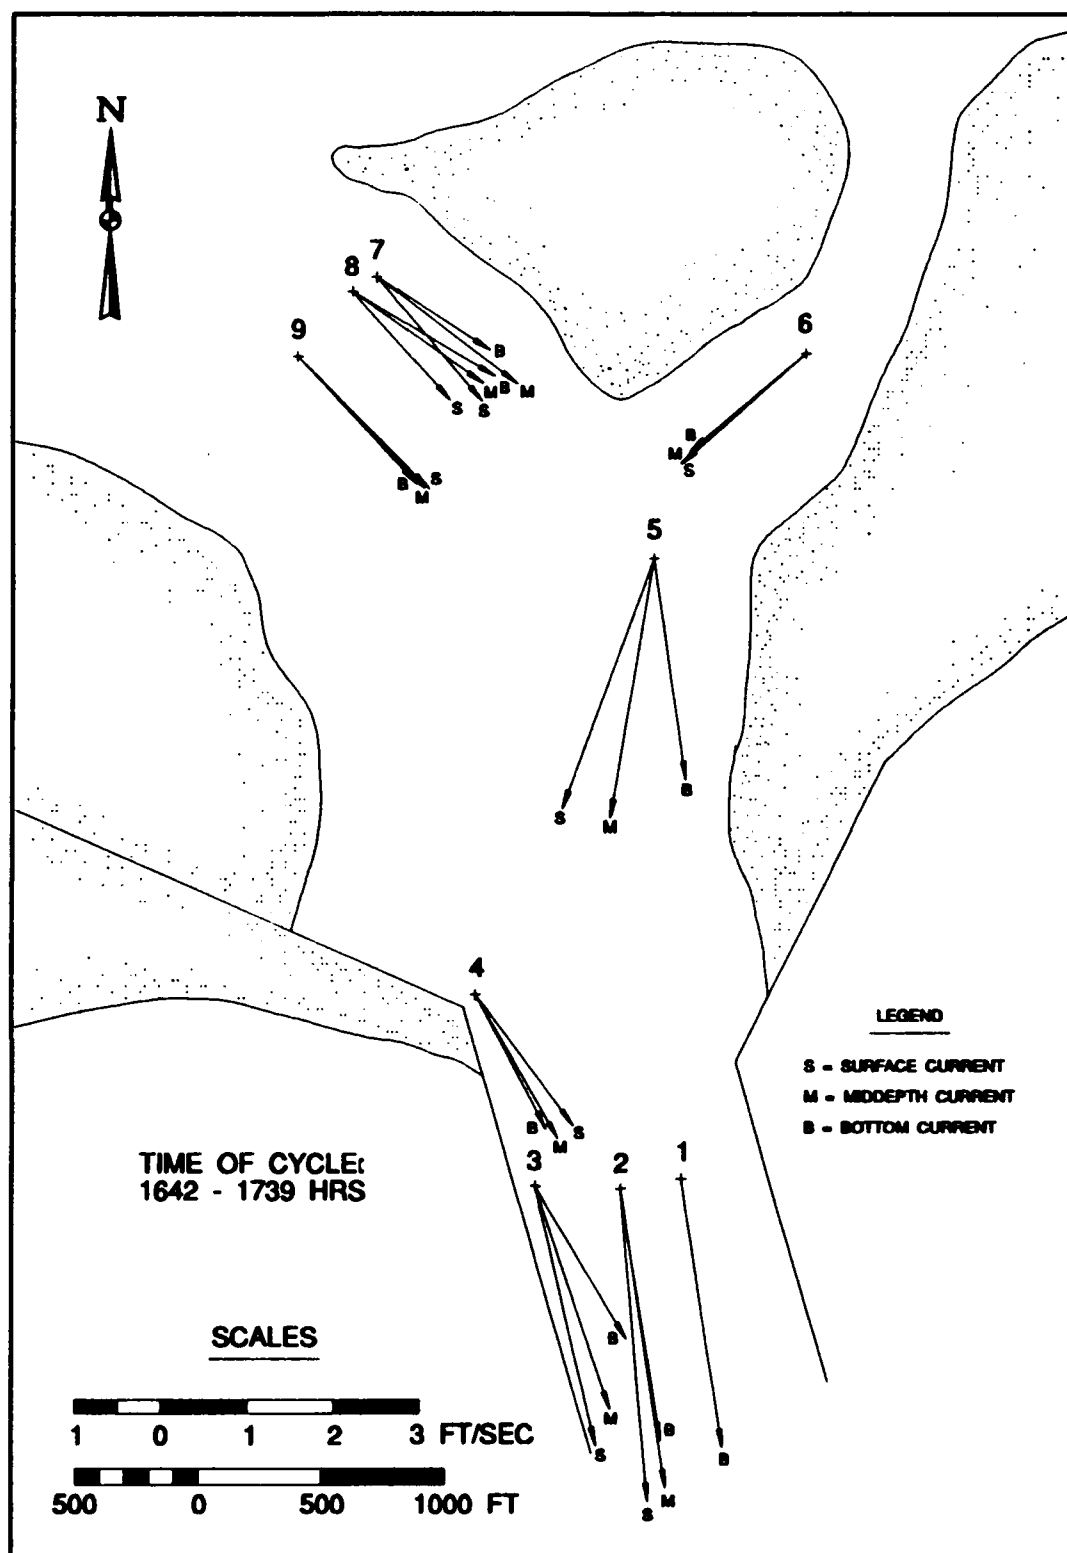 N
7
8
9
6
B
M
B
M
S
S
B
M
S
S
B
M
5
S
M
B
4
LEGEND
S - SURFACE CURRENT
M - MIDDEPTH CURRENT
B - BOTTOM CURRENT
B
M
S
TIME OF CYCLE:
1642 - 1739 HRS
3
2
1
B
M
S
B
M
S
B
SCALES
1 0 1 2 3 FT/SEC
500 0 500 1000 FT